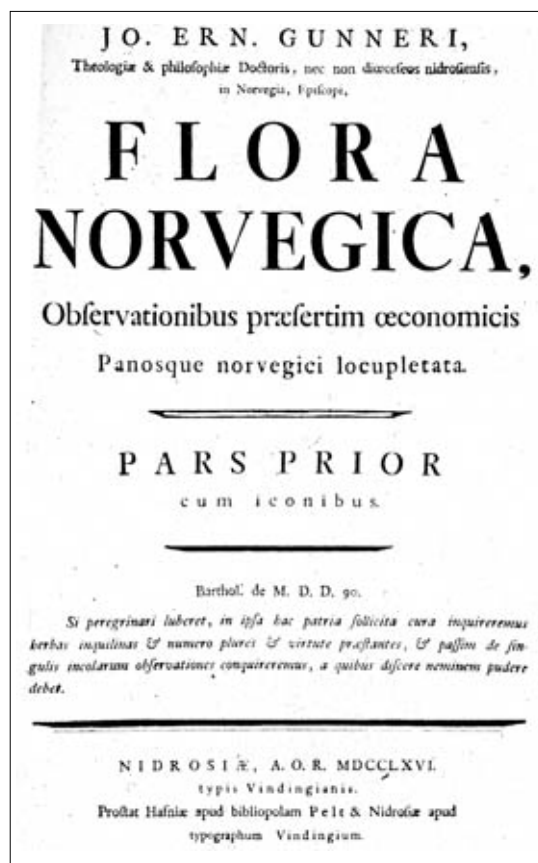 JO. ERN. GUNNERI,
Theologiæ & philoſophiæ Doctoris, nec non diœceſeos nidroſienſis,
in Norvegia, Epiſcopi,
FLORA
NORVEGICA,
Obſervationibus præſertim œconomicis
Panosque norvegici locupletata.
PARS PRIOR
cum iconibus.
Barthol. de M. D. D. 90.
Si peregrinari luberet, in ipſa hac patria ſollicita cura inquireremus
herbas inquilinas & numero plures & virtute præſtantes, & paſſim de ſin-
gulis incolarum obſervationes conquireremus, a quibus diſcere neminem pudere
debet.
NIDROSIÆ, A. O. R. MDCCLXVI.
typis Vindingianis.
Proſtat Hafniæ apud bibliopolam Pelt & Nidroſiæ apud
typographum Vindingium.